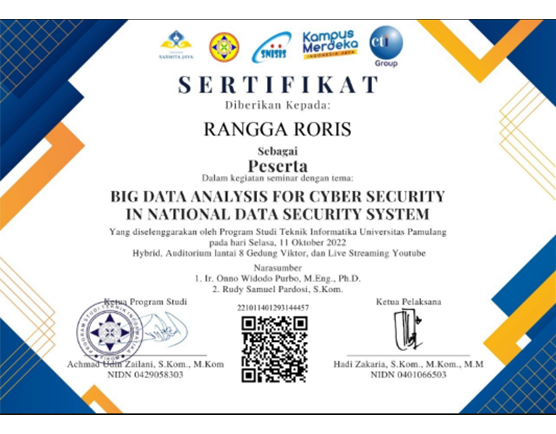 SASMITA JAYA
SNISIS
Kampus
Merdeka
INDONESIA JAYA
cti
Group
SERTIFIKAT
Diberikan Kepada:
RANGGA RORIS
Sebagai
Peserta
Dalam kegiatan seminar dengan tema:
BIG DATA ANALYSIS FOR CYBER SECURITY
IN NATIONAL DATA SECURITY SYSTEM
Yang diselenggarakan oleh Program Studi Teknik Informatika Universitas Pamulang
pada hari Selasa, 11 Oktober 2022
Hybrid, Auditorium lantai 8 Gedung Viktor, dan Live Streaming Youtube
Narasumber
1. Ir. Onno Widodo Purbo, M.Eng., Ph.D.
2. Rudy Samuel Pardosi, S.Kom.
Ketua Program Studi
221011401293144457
Ketua Pelaksana
Achmad Udin Zailani, S.Kom., M.Kom
NIDN 0429058303
Hadi Zakaria, S.Kom., M.Kom., M.M
NIDN 0401066503